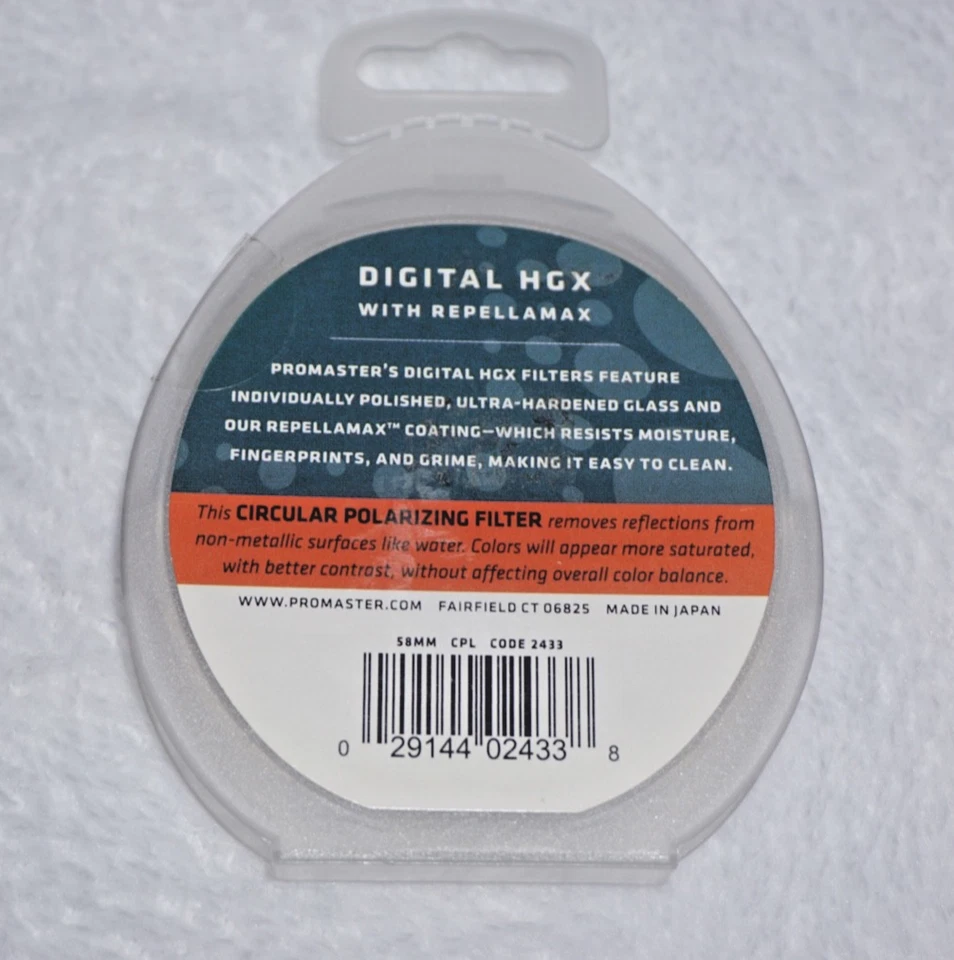 DIGITAL HGX
WITH REPELLAMAX
PROMASTER'S DIGITAL HGX FILTERS FEATURE
INDIVIDUALLY POLISHED, ULTRA-HARDENED GLASS AND
OUR REPELLAMAX™ COATING—WHICH RESISTS MOISTURE,
FINGERPRINTS, AND GRIME, MAKING IT EASY TO CLEAN.
This CIRCULAR POLARIZING FILTER removes reflections from
non-metallic surfaces like water. Colors will appear more saturated,
with better contrast, without affecting overall color balance.
WWW.PROMASTER.COM FAIRFIELD CT 06825 MADE IN JAPAN
58MM CPL CODE 2433
0 29144 02433 8